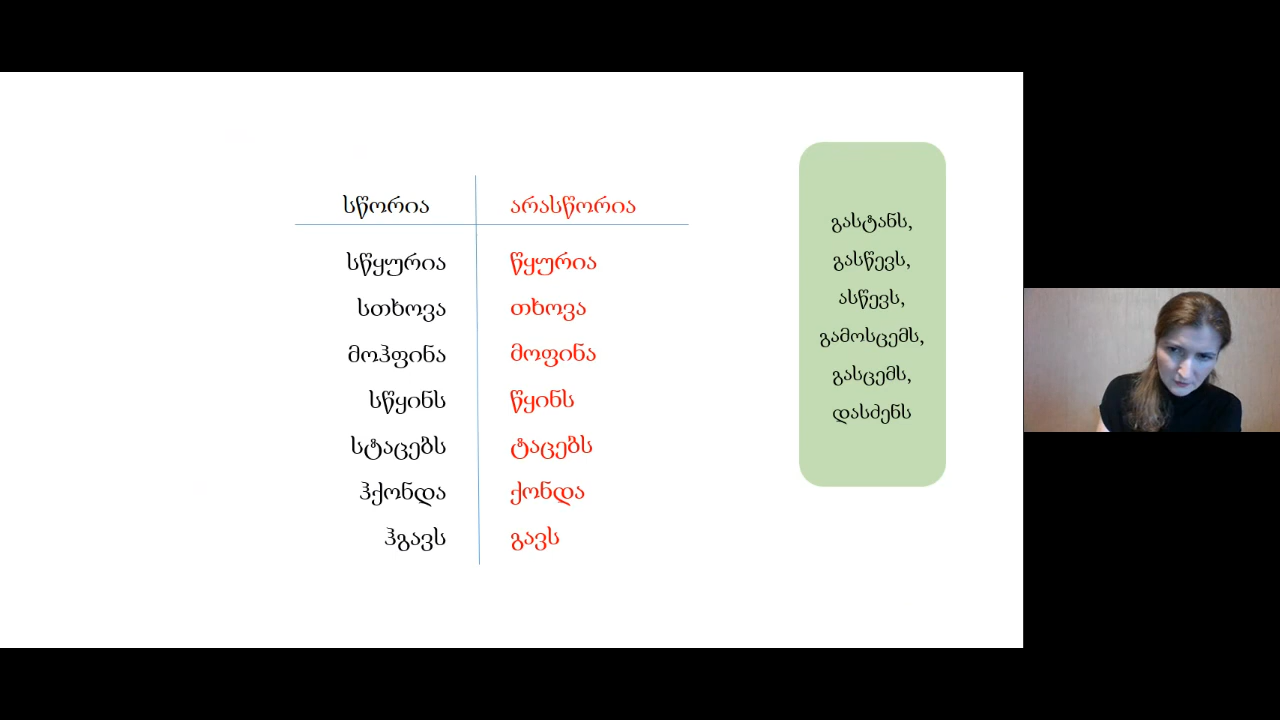 სწორია არასწორია
სწყურია წყურია
სთხოვა თხოვა
მოჰფინა მოფინა
სწყინს წყინს
სტაცებს ტაცებს
ჰქონდა ქონდა
ჰგავს გავს
გასტანს,
გასწევს,
ასწევს,
გამოსცემს,
გასცემს,
დასძენს